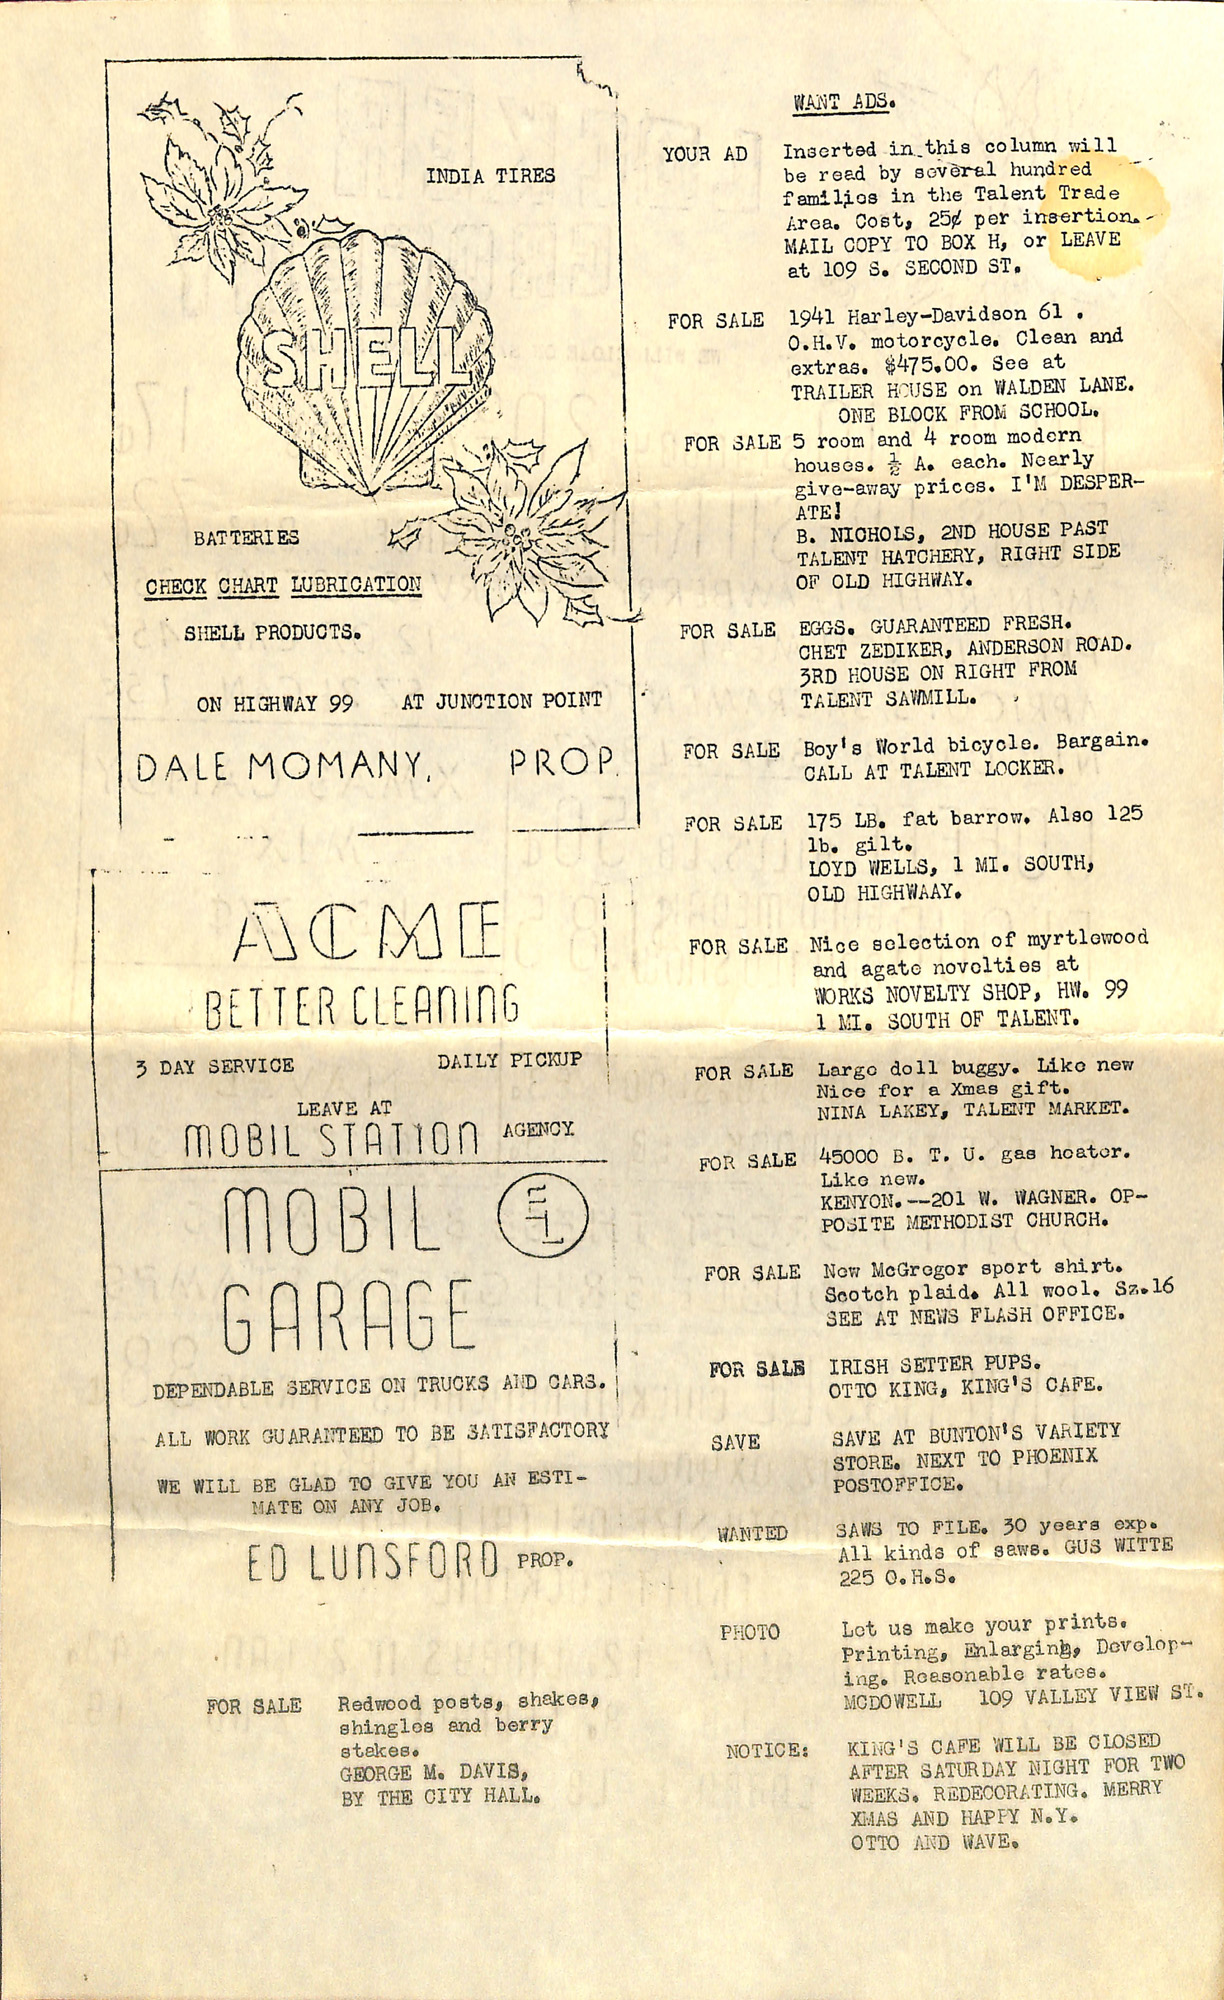 INDIA TIRES
SHELL
BATTERIES
CHECK CHART LUBRICATION
SHELL PRODUCTS.
ON HIGHWAY 99 AT JUNCTION POINT
DALE MOMANY, PROP.
ACME
BETTER CLEANING
3 DAY SERVICE DAILY PICKUP
LEAVE AT
MOBIL STATION AGENCY
MOBIL
GARAGE
DEPENDABLE SERVICE ON TRUCKS AND CARS.
ALL WORK GUARANTEED TO BE SATISFACTORY
WE WILL BE GLAD TO GIVE YOU AN ESTI-
MATE ON ANY JOB.
ED LUNSFORD PROP.
FOR SALE Redwood posts, shakes,
shingles and berry
stakes.
GEORGE M. DAVIS,
BY THE CITY HALL.
WANT ADS.
YOUR AD Inserted in this column will
be read by several hundred
families in the Talent Trade
Area. Cost, 25¢ per insertion.
MAIL COPY TO BOX H, or LEAVE
at 109 S. SECOND ST.
FOR SALE 1941 Harley-Davidson 61 .
O.H.V. motorcycle. Clean and
extras. $475.00. See at
TRAILER HOUSE on WALDEN LANE.
ONE BLOCK FROM SCHOOL.
FOR SALE 5 room and 4 room modern
houses. ½ A. each. Nearly
give-away prices. I'M DESPER-
ATE!
B. NICHOLS, 2ND HOUSE PAST
TALENT HATCHERY, RIGHT SIDE
OF OLD HIGHWAY.
FOR SALE EGGS. GUARANTEED FRESH.
CHET ZEDIKER, ANDERSON ROAD.
3RD HOUSE ON RIGHT FROM
TALENT SAWMILL.
FOR SALE Boy's World bicycle. Bargain.
CALL AT TALENT LOCKER.
FOR SALE 175 LB. fat barrow. Also 125
lb. gilt.
LOYD WELLS, 1 MI. SOUTH,
OLD HIGHWAAY.
FOR SALE Nice selection of myrtlewood
and agate novelties at
WORKS NOVELTY SHOP, HW. 99
1 MI. SOUTH OF TALENT.
FOR SALE Large doll buggy. Like new
Nice for a Xmas gift.
NINA LAKEY, TALENT MARKET.
FOR SALE 45000 B. T. U. gas heater.
Like new.
KENYON.--201 W. WAGNER. OP-
POSITE METHODIST CHURCH.
FOR SALE New McGregor sport shirt.
Scotch plaid. All wool. Sz.16
SEE AT NEWS FLASH OFFICE.
FOR SALE IRISH SETTER PUPS.
OTTO KING, KING'S CAFE.
SAVE SAVE AT BUNTON'S VARIETY
STORE. NEXT TO PHOENIX
POSTOFFICE.
WANTED SAWS TO FILE. 30 years exp.
All kinds of saws. GUS WITTE
225 O.H.S.
PHOTO Let us make your prints.
Printing, Enlarging, Develop-
ing. Reasonable rates.
MCDOWELL 109 VALLEY VIEW ST.
NOTICE: KING'S CAFE WILL BE CLOSED
AFTER SATURDAY NIGHT FOR TWO
WEEKS. REDECORATING. MERRY
XMAS AND HAPPY N.Y.
OTTO AND WAVE.